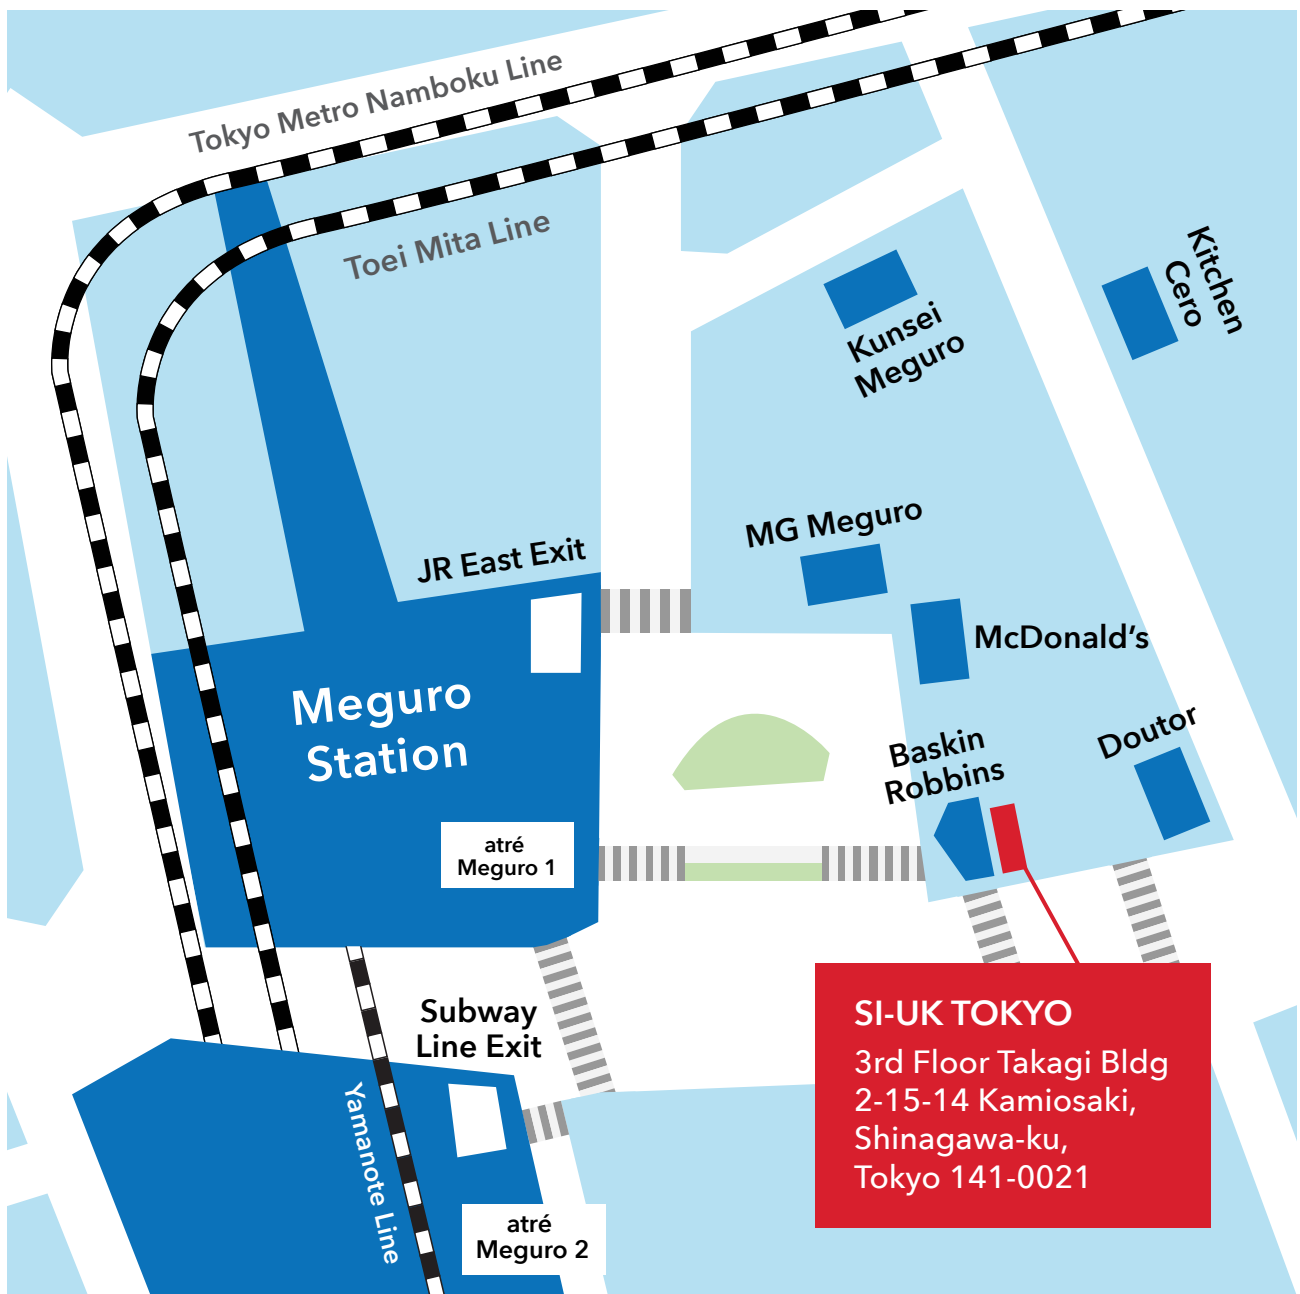 Tokyo Metro Namboku Line
Toei Mita Line
Kitchen
Cero
Kunsei
Meguro
MG Meguro
JR East Exit
McDonald’s
Meguro
Station
Baskin
Robbins
Doutor
atré
Meguro 1
Subway
Line Exit
SI-UK TOKYO
3rd Floor Takagi Bldg
2-15-14 Kamiosaki,
Shinagawa-ku,
Tokyo 141-0021
Yamanote Line
atré
Meguro 2